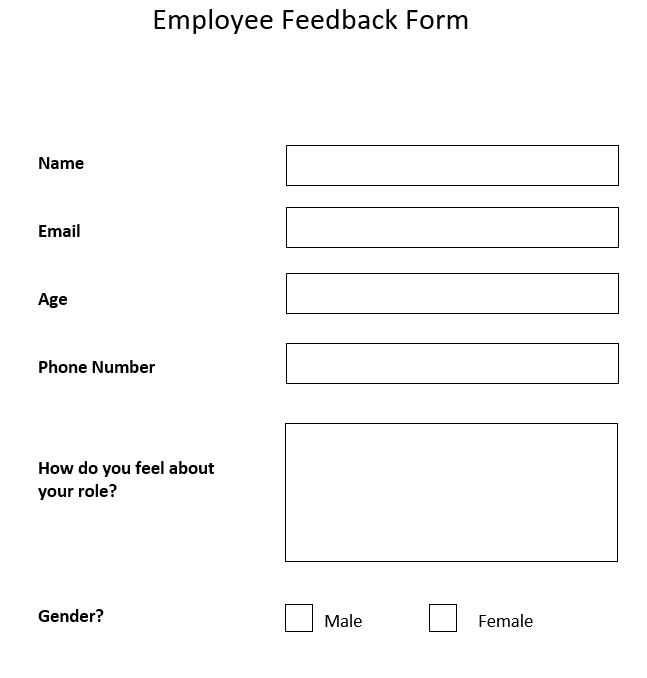 Employee Feedback Form
Name
Email
Age
Phone Number
How do you feel about
your role?
Gender?
Male
Female